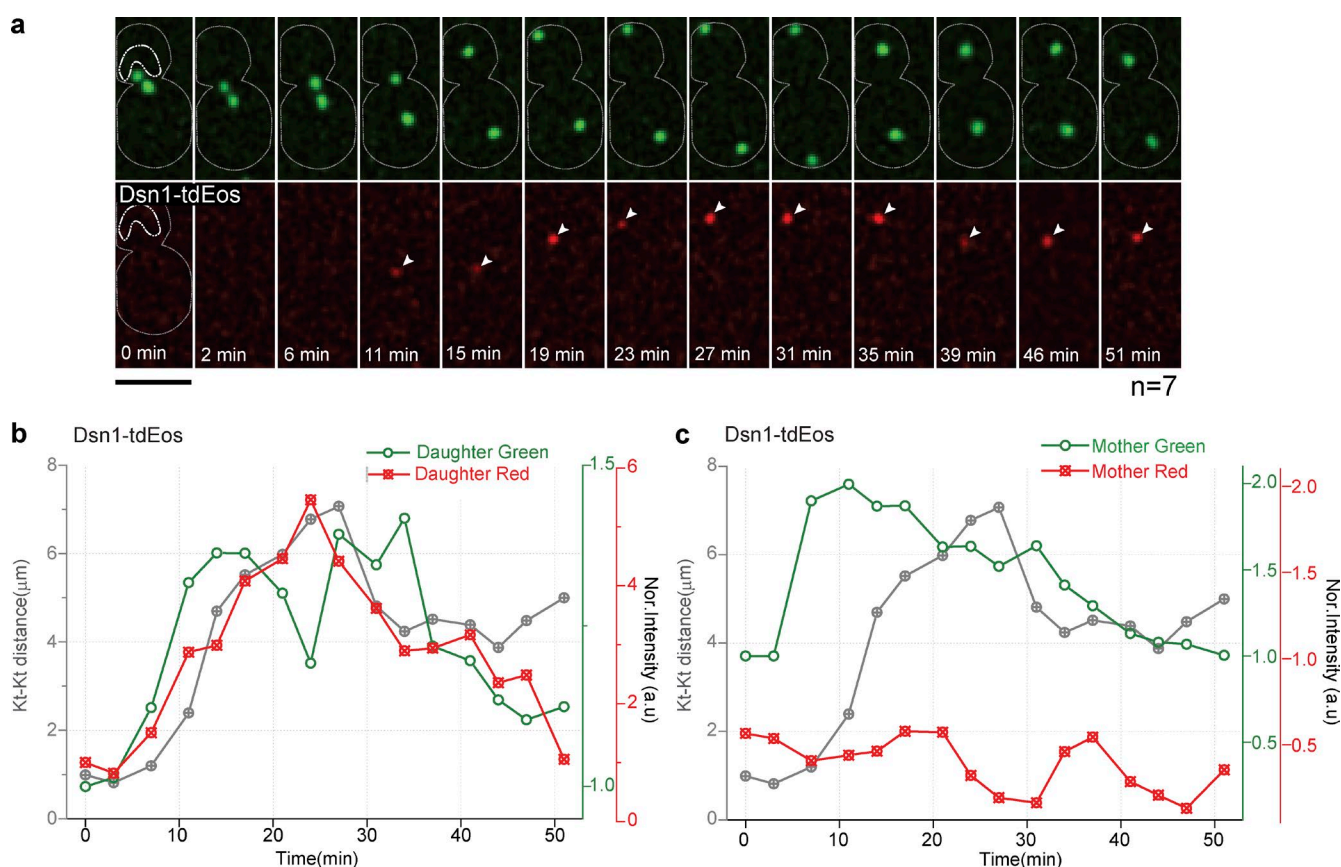 a
Dsn1-tdEos
0 min 2 min 6 min 11 min 15 min 19 min 23 min 27 min 31 min 35 min 39 min 46 min 51 min
n=7
b Dsn1-tdEos
Daughter Green
Daughter Red
8
6
4
2
0
Kt-Kt distance(μm)
1.5
1.0
6
4
2
0
Nor.Intensity (a.u)
0 10 20 30 40 50
Time(min)
c Dsn1-tdEos
Mother Green
Mother Red
8
6
4
2
0
Kt-Kt distance(μm)
2.0
1.5
1.0
0.5
2.0
1.5
1.0
0.5
Nor.Intensity (a.u)
0 10 20 30 40 50
Time(min)